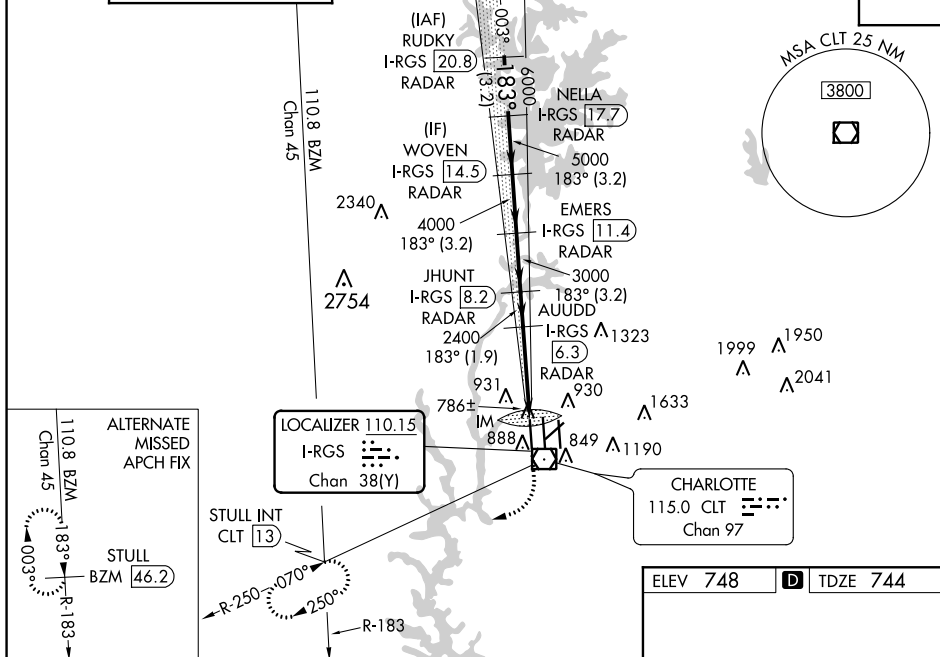 (IAF)
RUDKY
I-RGS 20.8
RADAR
(3.2)
003°
183°
6000
NELLA
I-RGS 17.7
RADAR
5000
183° (3.2)
(IF)
WOVEN
I-RGS 14.5
RADAR
4000
183° (3.2)
EMERS
I-RGS 11.4
RADAR
3000
183° (3.2)
JHUNT
I-RGS 8.2
RADAR
2400
183° (1.9)
AUUDD
I-RGS
6.3
RADAR
MSA CLT 25 NM
3800
110.8 BZM
Chan 45
2340
2754
1323
1950
1999
2041
931
930
1633
786±
IM
888
849
1190
LOCALIZER 110.15
I-RGS
Chan 38(Y)
CHARLOTTE
115.0 CLT
Chan 97
ALTERNATE
MISSED
APCH FIX
110.8 BZM
Chan 45
183°
003°
STULL
BZM 46.2
R-183
STULL INT
CLT 13
R-250
070°
250°
R-183
ELEV 748 D TDZE 744